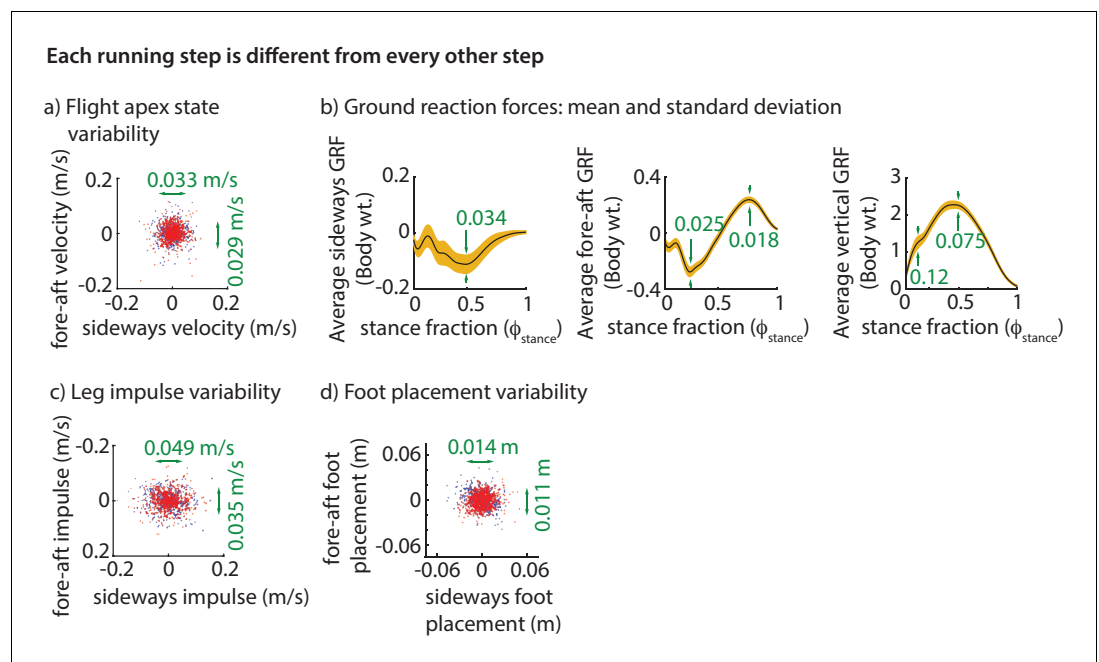 Each running step is different from every other step
a) Flight apex state
variability
fore-aft velocity (m/s)
0.2
0
-0.2
0.033 m/s
0.029 m/s
-0.2 0 0.2
sideways velocity (m/s)
b) Ground reaction forces: mean and standard deviation
Average sideways GRF
(Body wt.)
0.2
0
-0.2
0.034
0 0.5 1
stance fraction (ϕstance)
Average fore-aft GRF
(Body wt.)
0.4
0
-0.4
0.025
0.018
0 0.5 1
stance fraction (ϕstance)
Average vertical GRF
(Body wt.)
3
2
1
0
0.075
0.12
0 0.5 1
stance fraction (ϕstance)
c) Leg impulse variability
fore-aft impulse (m/s)
-0.2
0
0.2
0.049 m/s
0.035 m/s
-0.2 0 0.2
sideways impulse (m/s)
d) Foot placement variability
fore-aft foot
placement (m)
0.06
0
-0.06
0.014 m
0.011 m
-0.06 0 0.06
sideways foot
placement (m)